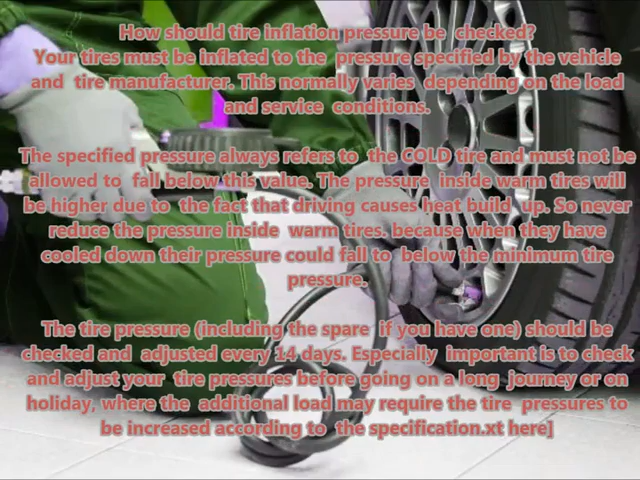 How should tire inflation pressure be checked?
Your tires must be inflated to the pressure specified by the vehicle
and tire manufacturer. This normally varies depending on the load
and service conditions.
The specified pressure always refers to the COLD tire and must not be
allowed to fall below this value. The pressure inside warm tires will
be higher due to the fact that driving causes heat build up. So never
reduce the pressure inside warm tires. because when they have
cooled down their pressure could fall to below the minimum tire
pressure.
The tire pressure (including the spare if you have one) should be
checked and adjusted every 14 days. Especially important is to check
and adjust your tire pressures before going on a long journey or on
holiday, where the additional load may require the tire pressures to
be increased according to the specification.xt here]